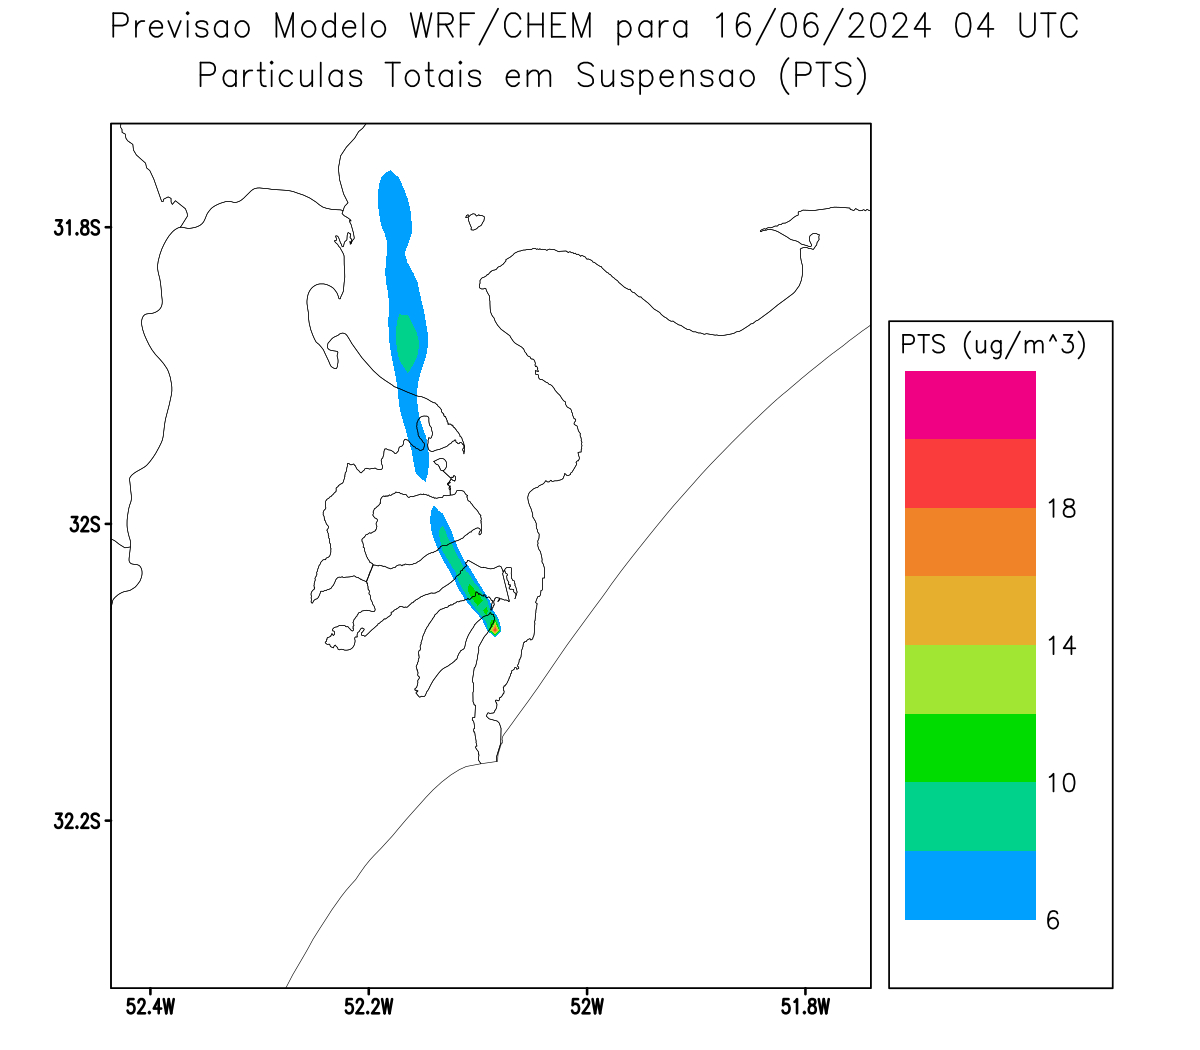 Previsao Modelo WRF/CHEM para 16/06/2024 04 UTC
Particulas Totais em Suspensao (PTS)
31.8S
32S
32.2S
52.4W
52.2W
52W
51.8W
PTS (ug/m^3)
18
14
10
6